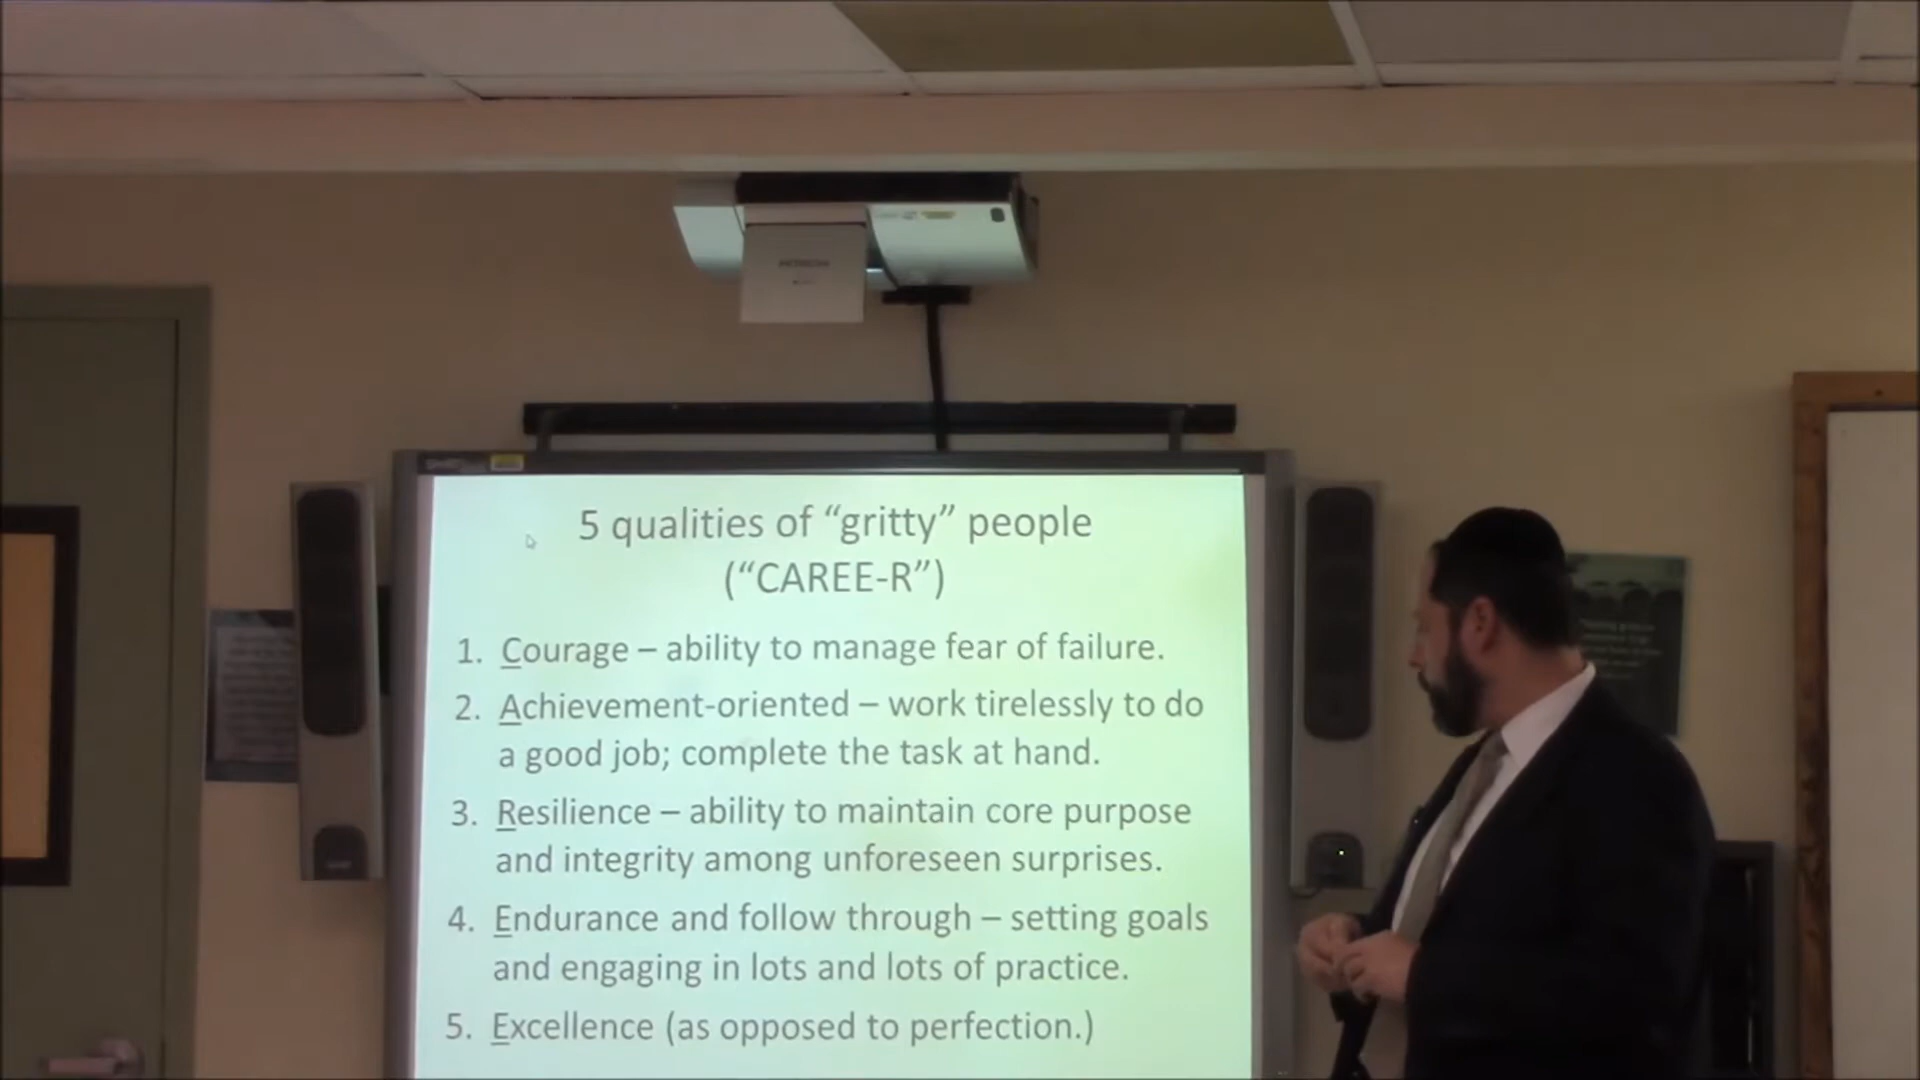 HITACHI
SMART
5 qualities of “gritty” people
(“CAREE-R”)
1. Courage – ability to manage fear of failure.
2. Achievement-oriented – work tirelessly to do
a good job; complete the task at hand.
3. Resilience – ability to maintain core purpose
and integrity among unforeseen surprises.
4. Endurance and follow through – setting goals
and engaging in lots and lots of practice.
5. Excellence (as opposed to perfection.)